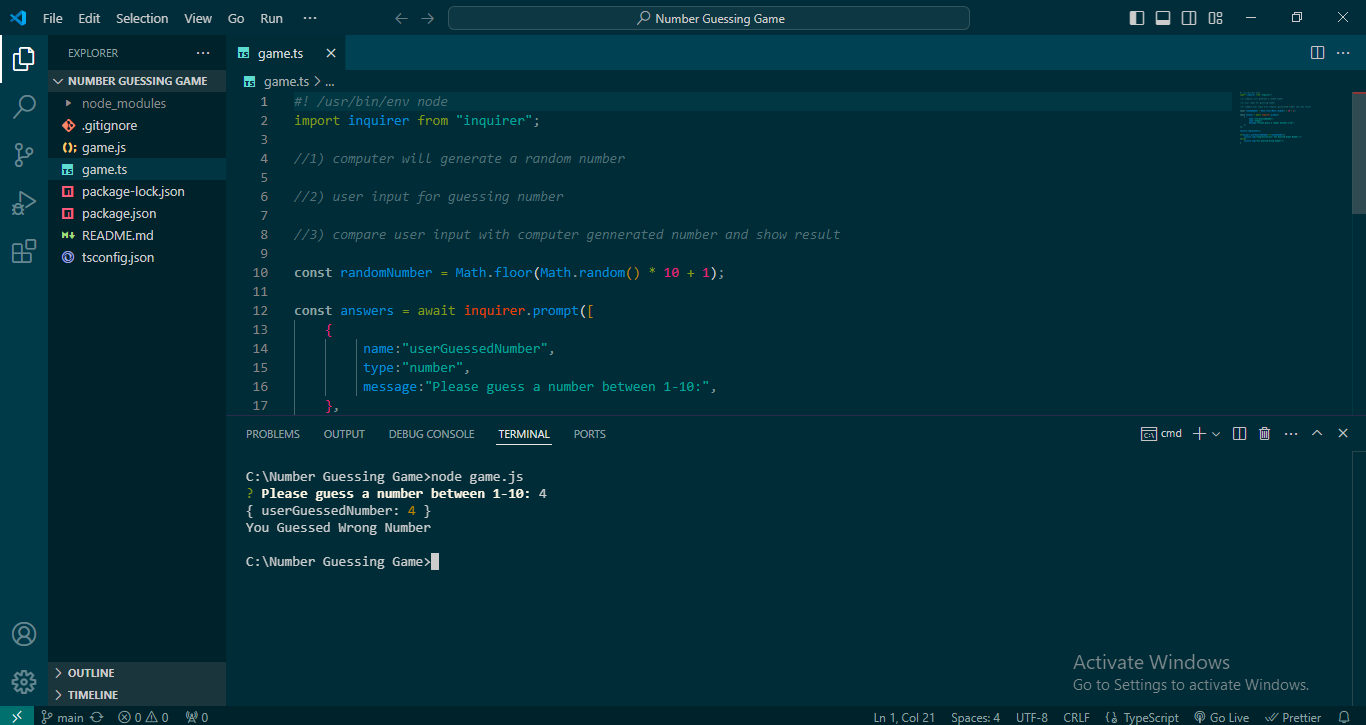 File Edit Selection View Go Run ··· Number Guessing Game
EXPLORER ···
NUMBER GUESSING GAME
node_modules
.gitignore
game.js
TS game.ts
package-lock.json
package.json
README.md
tsconfig.json
OUTLINE
TIMELINE
TS game.ts
TS game.ts > ...
1 #! /usr/bin/env node
2 import inquirer from "inquirer";
3
4 //1) computer will generate a random number
5
6 //2) user input for guessing number
7
8 //3) compare user input with computer gennerated number and show result
9
10 const randomNumber = Math.floor(Math.random() * 10 + 1);
11
12 const answers = await inquirer.prompt([
13 {
14 name:"userGuessedNumber",
15 type:"number",
16 message:"Please guess a number between 1-10:",
17 },
PROBLEMS OUTPUT DEBUG CONSOLE TERMINAL PORTS cmd
C:\Number Guessing Game>node game.js
? Please guess a number between 1-10: 4
{ userGuessedNumber: 4 }
You Guessed Wrong Number
C:\Number Guessing Game>
Activate Windows
Go to Settings to activate Windows.
main 0 0 0 Ln 1, Col 21 Spaces: 4 UTF-8 CRLF {} TypeScript Go Live Prettier